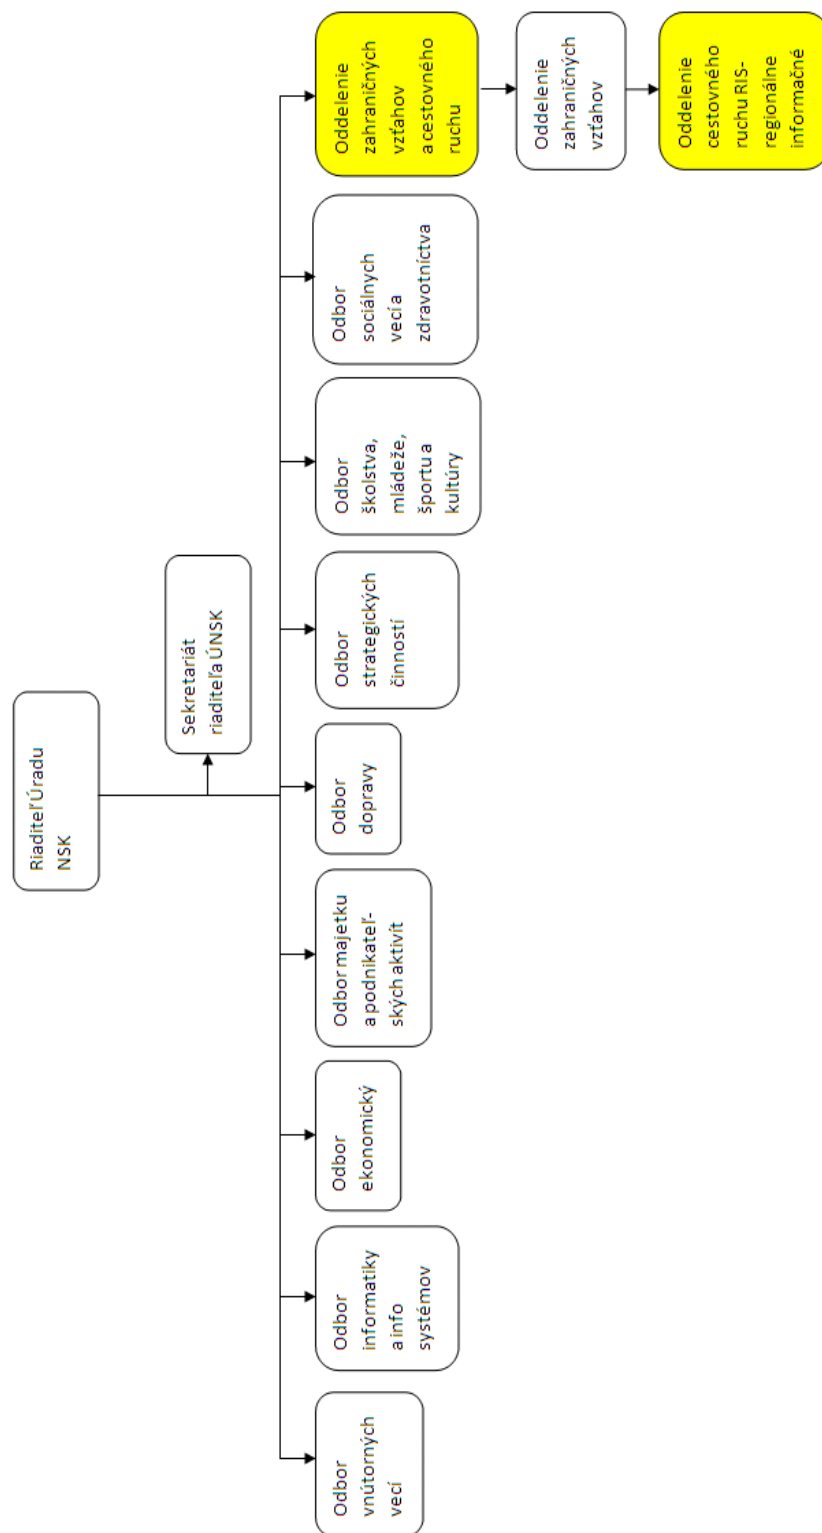 Riaditeľ Úradu
NSK
Sekretariát
riaditeľa ÚNSK
Odbor
vnútorných
vecí
Odbor
informatiky
a info
systémov
Odbor
ekonomický
Odbor majetku
a podnikateľ-
ských aktivít
Odbor
dopravy
Odbor
strategických
činností
Odbor
školstva,
mládeže,
športu a
kultúry
Odbor
sociálnych
vecí a
zdravotníctva
Oddelenie
zahraničných
vzťahov
a cestovného
ruchu
Oddelenie
zahraničných
vzťahov
Oddelenie
cestovného
ruchu RIS-
regionálne
informačné